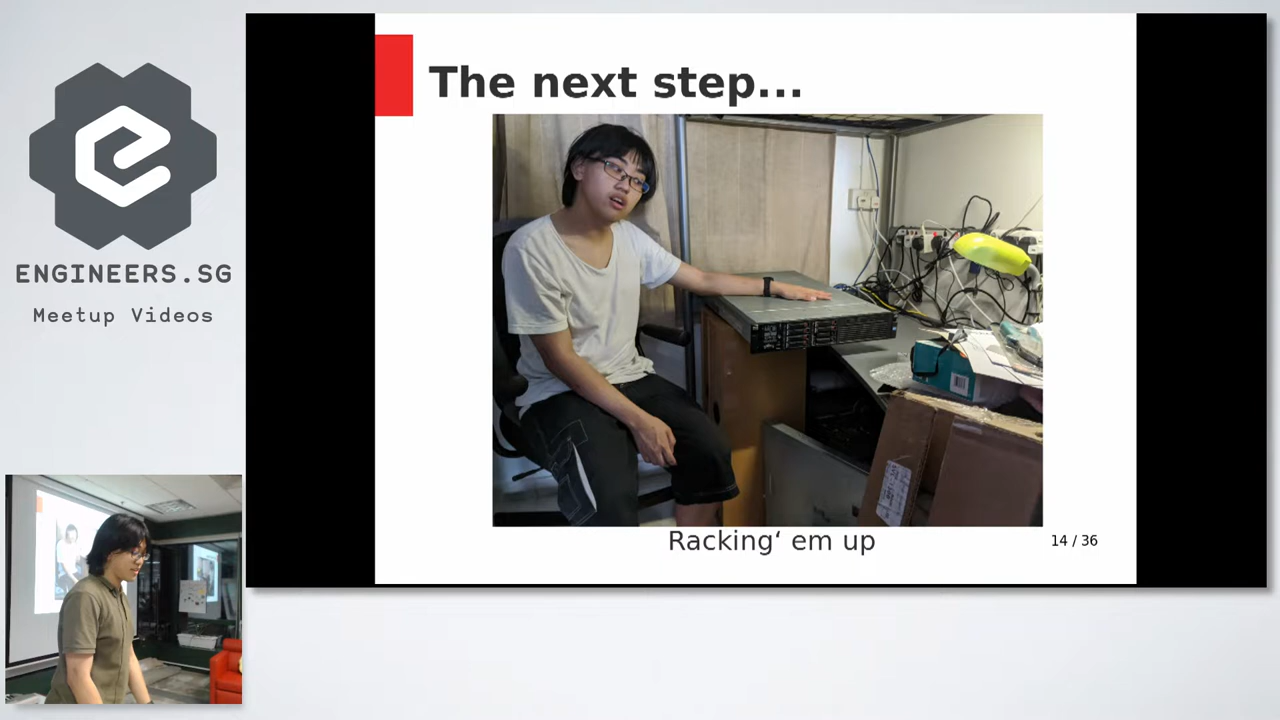 ENGINEERS.SG
Meetup Videos
The next step...
Racking‘ em up
14 / 36